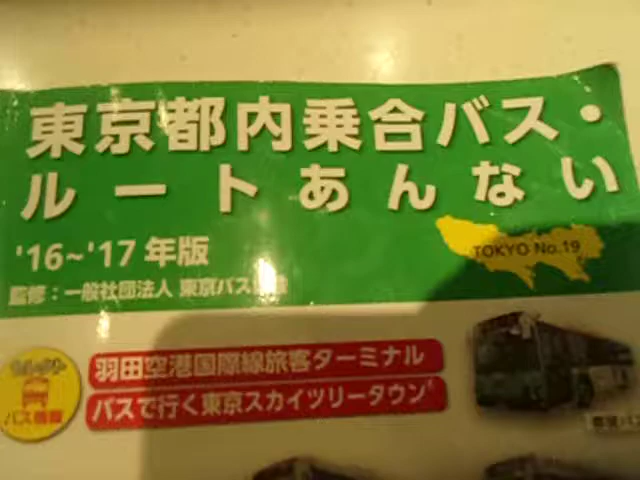 東京都内乗合バス・
ルートあんない
'16~'17 年版
TOKYO No.19
監修：一般社団法人 東京バス協会
羽田空港国際線旅客ターミナル
バスで行く東京スカイツリータウン
バス情報